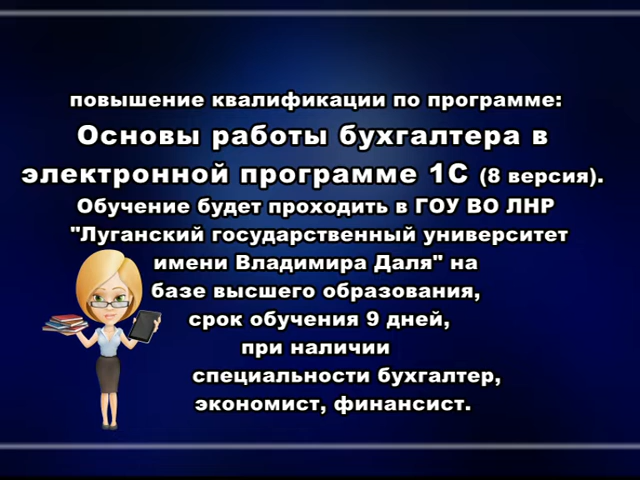 повышение квалификации по программе:
Основы работы бухгалтера в
электронной программе 1С (8 версия).
Обучение будет проходить в ГОУ ВО ЛНР
"Луганский государственный университет
имени Владимира Даля" на
базе высшего образования,
срок обучения 9 дней,
при наличии
специальности бухгалтер,
экономист, финансист.